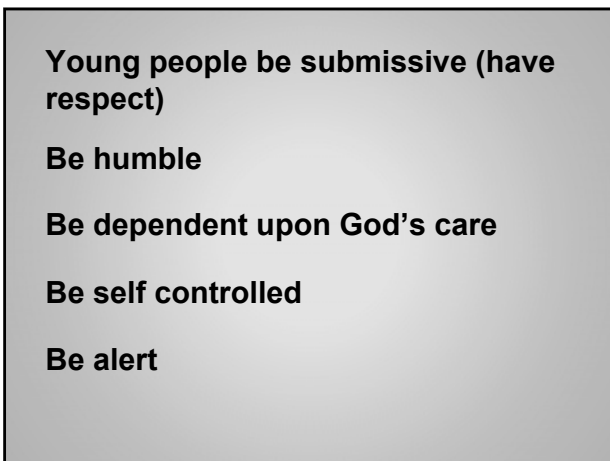 Young people be submissive (have
respect)
Be humble
Be dependent upon God’s care
Be self controlled
Be alert